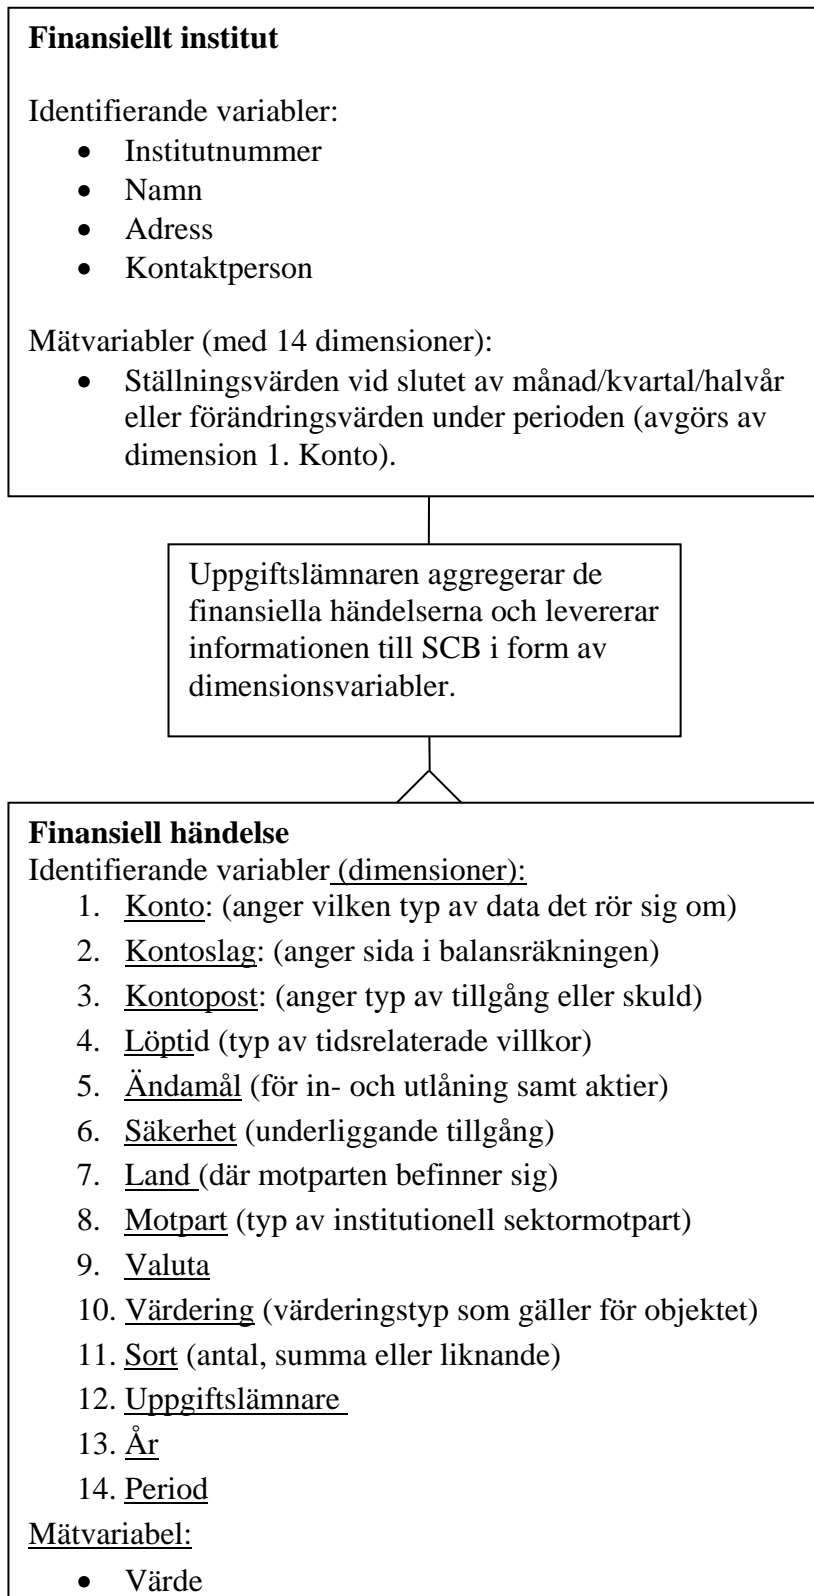 Finansiellt institut
Identifierande variabler:
• Institutnummer
• Namn
• Adress
• Kontaktperson
Mätvariabler (med 14 dimensioner):
• Ställningsvärden vid slutet av månad/kvartal/halvår
eller förändringsvärden under perioden (avgörs av
dimension 1. Konto).
Uppgiftslämnaren aggregerar de
finansiella händelserna och levererar
informationen till SCB i form av
dimensionsvariabler.
Finansiell händelse
Identifierande variabler (dimensioner):
1. Konto: (anger vilken typ av data det rör sig om)
2. Kontoslag: (anger sida i balansräkningen)
3. Kontopost: (anger typ av tillgång eller skuld)
4. Löptid (typ av tidsrelaterade villkor)
5. Ändamål (för in- och utlåning samt aktier)
6. Säkerhet (underliggande tillgång)
7. Land (där motparten befinner sig)
8. Motpart (typ av institutionell sektormotpart)
9. Valuta
10. Värdering (värderingstyp som gäller för objektet)
11. Sort (antal, summa eller liknande)
12. Uppgiftslämnare
13. År
14. Period
Mätvariabel:
• Värde